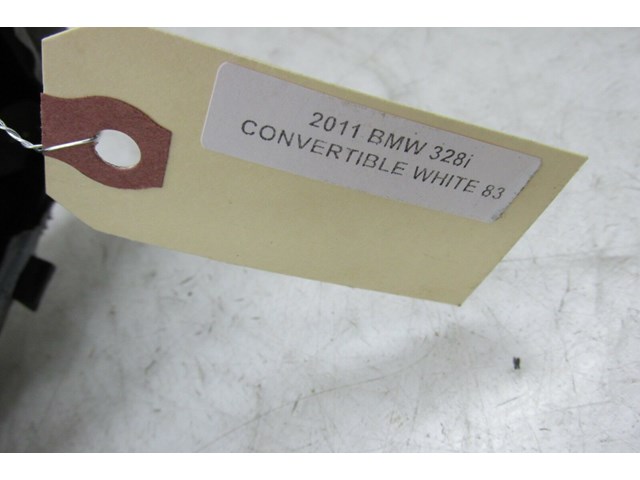 2011 BMW 328i
CONVERTIBLE WHITE 83